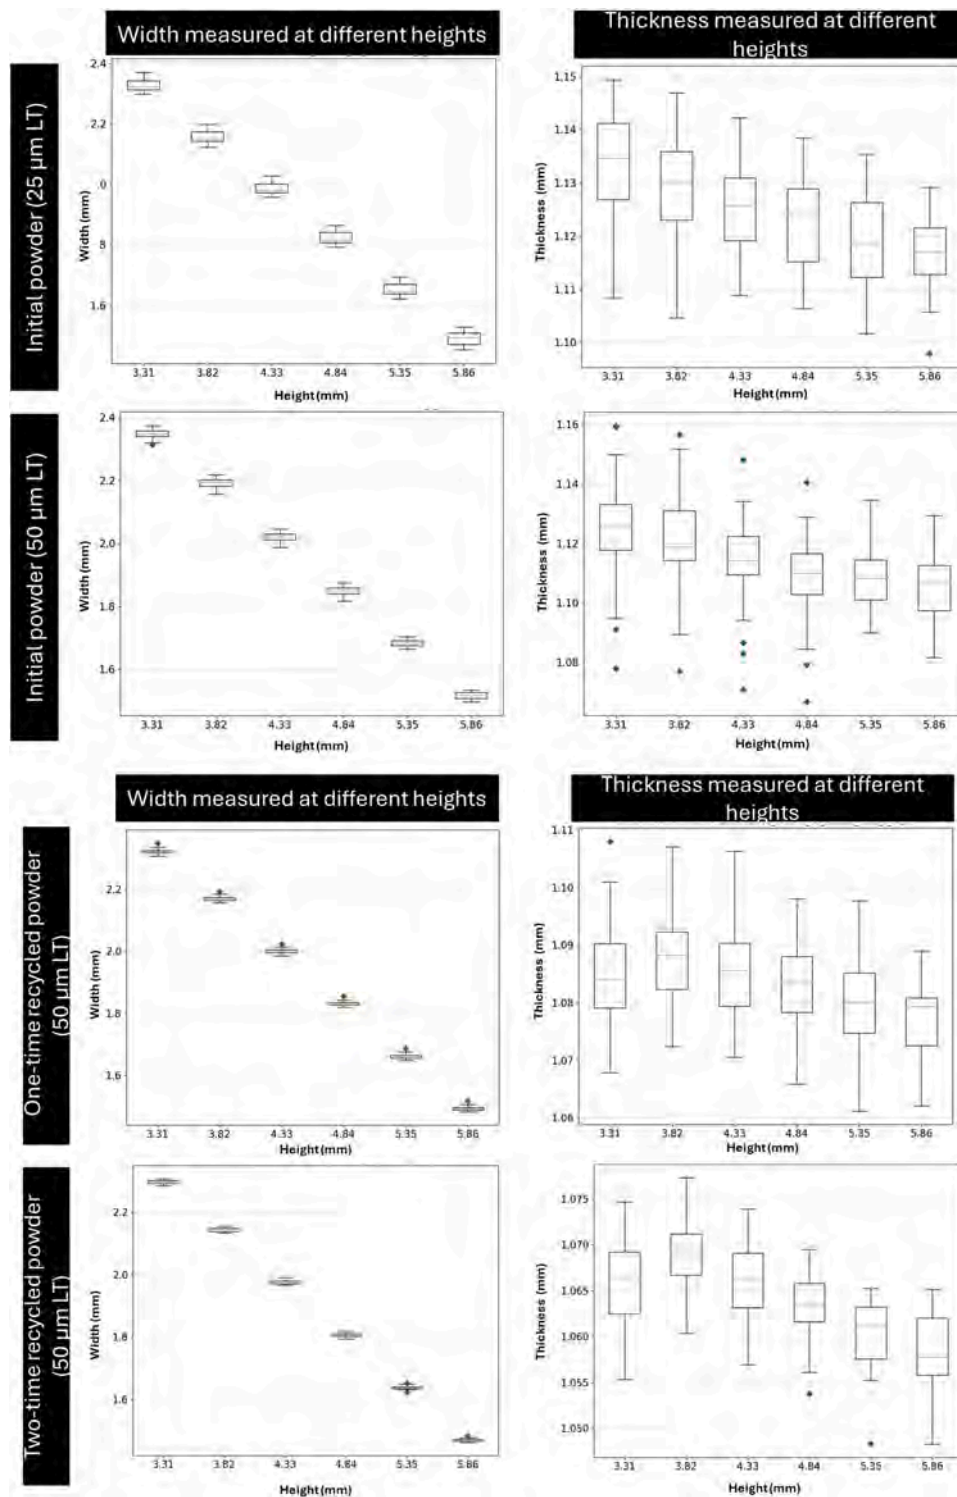 Width measured at different heights
Thickness measured at different
heights
Initial powder (25 µm LT)
Width (mm)
2.4
2.2
.0
8
1.6
3.31 3.82 4.33 4.84 5.35 5.86
Height (mm)
Thickness (mm)
1.15
1.14
1.13
1.12
1.11
1.10
3.31 3.82 4.33 4.84 5.35 5.86
Height (mm)
Initial powder (50 µm LT)
Width (mm)
2.4
2.2
2.0
1.8
1.6
3.31 3.82 4.33 4.84 5.35 5.86
Height (mm)
Thickness (mm)
1.16
1.14
1.12
1.10
1.08
3.31 3.82 4.33 4.84 5.35 5.86
Height (mm)
Width measured at different heights
Thickness measured at different
heights
One-time recycled powder
(50 µm LT)
Width (mm)
2.2
2.0
1.8
1.6
3.31 3.82 4.33 4.84 5.35 5.86
Height (mm)
Thickness (mm)
1.11
1.10
1.09
1.08
1.07
1.06
3.31 3.82 4.33 4.84 5.35 5.86
Height (mm)
Two-time recycled powder
(50 µm LT)
Width (mm)
2.2
2.0
1.8
1.6
3.31 3.82 4.33 4.84 5.35 5.86
Height (mm)
Thickness (mm)
1.075
1.070
1.065
1.060
1.055
1.050
3.31 3.82 4.33 4.84 5.35 5.86
Height (mm)